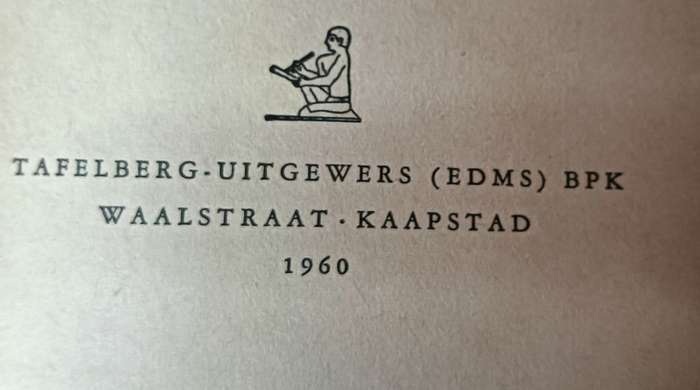 TAFELBERG-UITGEWERS (EDMS) BPK
WAALSTRAAT · KAAPSTAD
1960